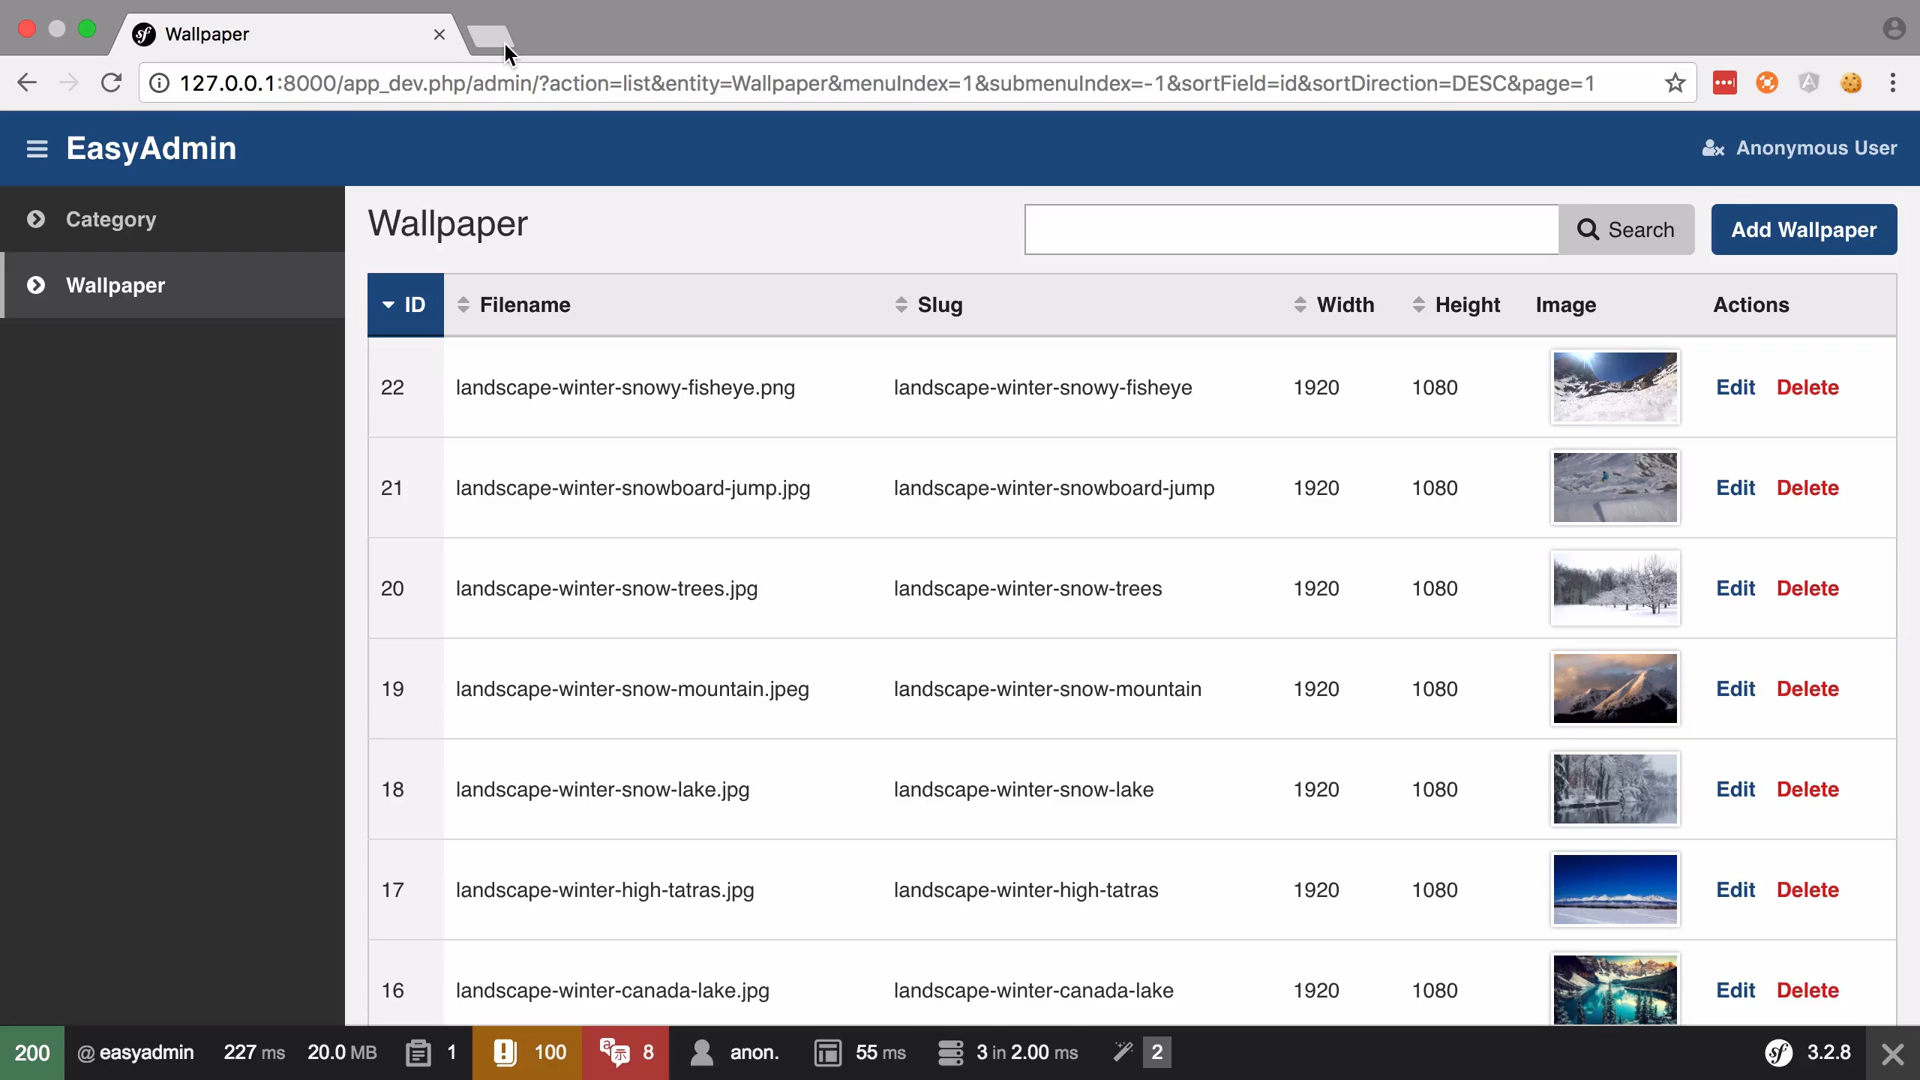 Wallpaper
127.0.0.1:8000/app_dev.php/admin/?action=list&entity=Wallpaper&menuIndex=1&submenuIndex=-1&sortField=id&sortDirection=DESC&page=1
EasyAdmin
Anonymous User
Category
Wallpaper
Wallpaper
Search
Add Wallpaper
ID Filename Slug Width Height Image Actions
22 landscape-winter-snowy-fisheye.png landscape-winter-snowy-fisheye 1920 1080 Edit Delete
21 landscape-winter-snowboard-jump.jpg landscape-winter-snowboard-jump 1920 1080 Edit Delete
20 landscape-winter-snow-trees.jpg landscape-winter-snow-trees 1920 1080 Edit Delete
19 landscape-winter-snow-mountain.jpeg landscape-winter-snow-mountain 1920 1080 Edit Delete
18 landscape-winter-snow-lake.jpg landscape-winter-snow-lake 1920 1080 Edit Delete
17 landscape-winter-high-tatras.jpg landscape-winter-high-tatras 1920 1080 Edit Delete
16 landscape-winter-canada-lake.jpg landscape-winter-canada-lake 1920 1080 Edit Delete
200 @ easyadmin 227 ms 20.0 MB 1 100 8 anon. 55 ms 3 in 2.00 ms 2 sf 3.2.8